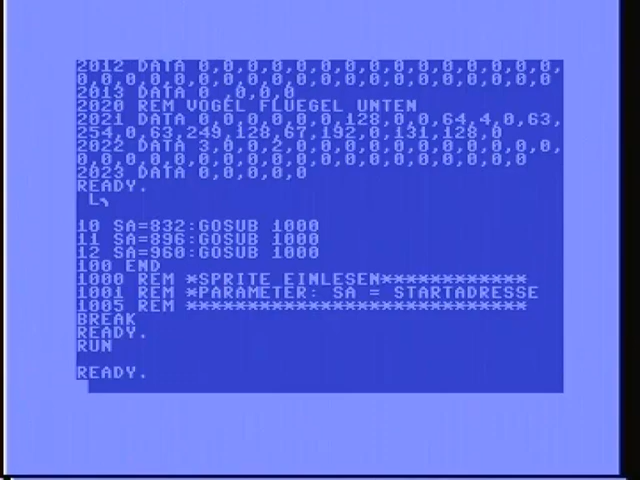 2012 DATA 0,0,0,0,0,0,0,0,0,0,0,0,0,0,0,
0,0,0,0,0,0,0,0,0,0,0,0,0,0,0,0,0,0,0,0
2013 DATA 0 ,0,0,0
2020 REM VOGEL FLUEGEL UNTEN
2021 DATA 0,0,0,0,0,0,128,0,0,64,4,0,63,
254,0,63,249,128,67,192,0,131,128,0
2022 DATA 3,0,0,2,0,0,0,0,0,0,0,0,0,0,0,
0,0,0,0,0,0,0,0,0,0,0,0,0,0,0,0,0,0
2023 DATA 0,0,0,0,0
READY.
10 SA=832:GOSUB 1000
11 SA=896:GOSUB 1000
12 SA=960:GOSUB 1000
100 END
1000 REM *SPRITE EINLESEN************
1001 REM *PARAMETER: SA = STARTADRESSE
1005 REM ****************************
BREAK
READY.
RUN
READY.